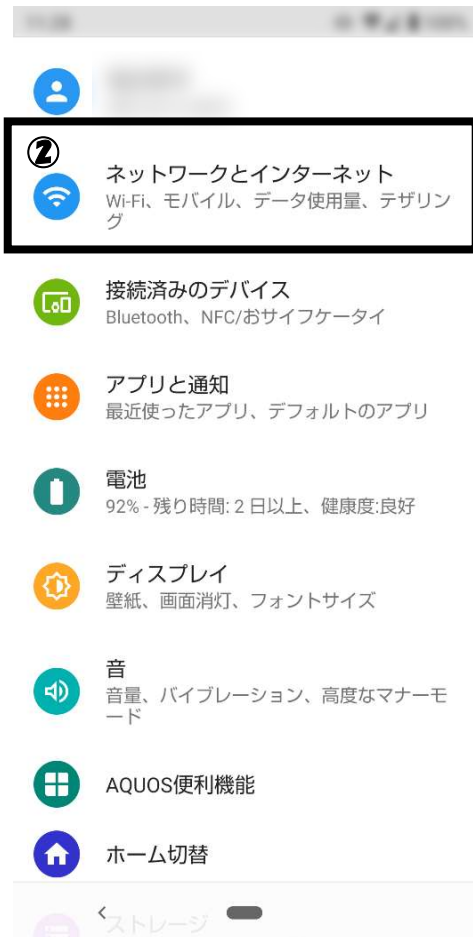 ②
ネットワークとインターネット
Wi-Fi、モバイル、データ使用量、テザリン
グ
接続済みのデバイス
Bluetooth、NFC/おサイフケータイ
アプリと通知
最近使ったアプリ、デフォルトのアプリ
電池
92% - 残り時間: 2 日以上、健康度:良好
ディスプレイ
壁紙、画面消灯、フォントサイズ
音
音量、バイブレーション、高度なマナーモ
ード
AQUOS便利機能
ホーム切替
ストレージ